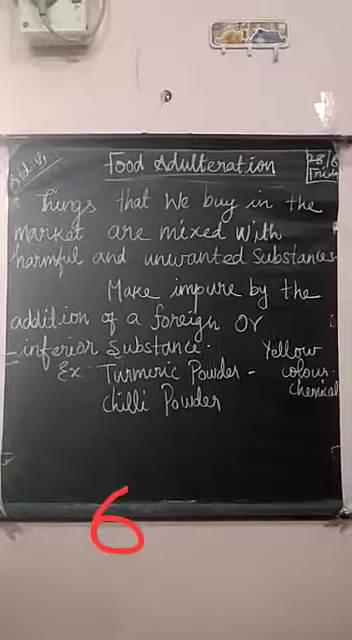 Food Adulteration
Things that We buy in the
market are mixed with
harmful and unwanted Substances.
Make impure by the
addition of a foreign Or
inferior Substance.
Ex Turmeric Powder - Yellow
colour.
chemical
Chilli Powder
6